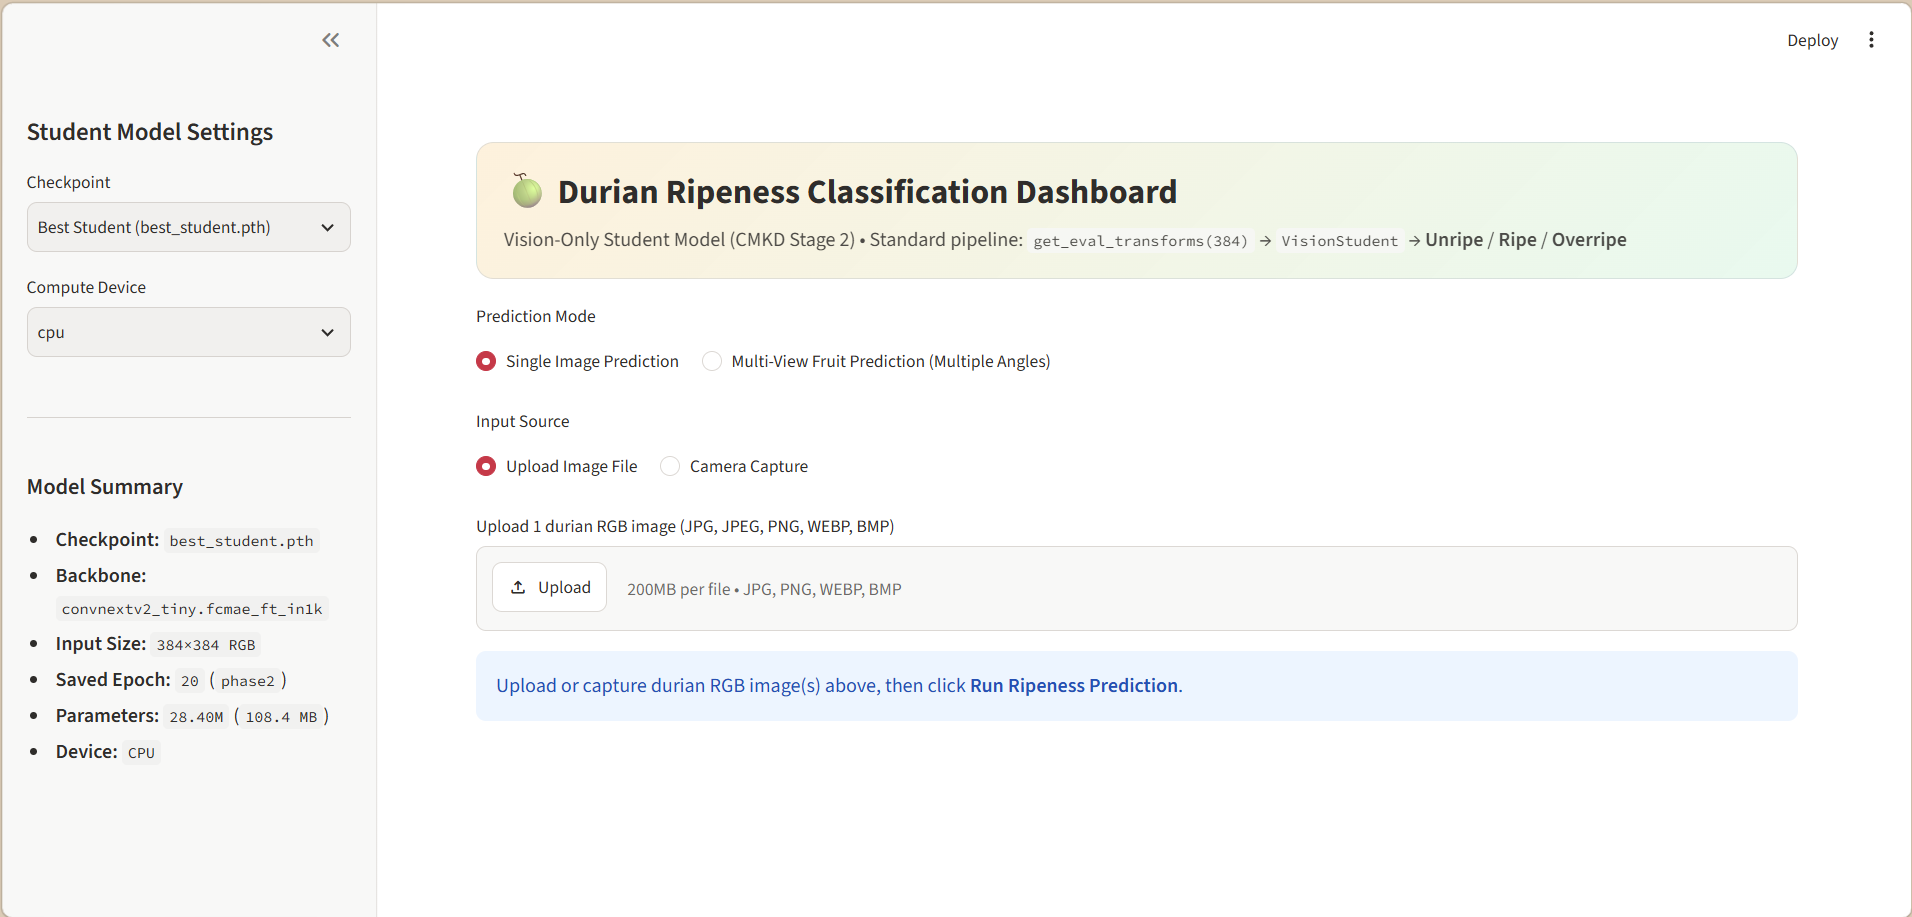 Deploy
Student Model Settings
Checkpoint
Best Student (best_student.pth)
Compute Device
cpu
Model Summary
Checkpoint: best_student.pth
Backbone:
convnextv2_tiny.fcmae_ft_in1k
Input Size: 384×384 RGB
Saved Epoch: 20 ( phase2 )
Parameters: 28.40M ( 108.4 MB )
Device: CPU
Durian Ripeness Classification Dashboard
Vision-Only Student Model (CMKD Stage 2) • Standard pipeline: get_eval_transforms(384) → VisionStudent → Unripe / Ripe / Overripe
Prediction Mode
Single Image Prediction
Multi-View Fruit Prediction (Multiple Angles)
Input Source
Upload Image File
Camera Capture
Upload 1 durian RGB image (JPG, JPEG, PNG, WEBP, BMP)
Upload
200MB per file • JPG, PNG, WEBP, BMP
Upload or capture durian RGB image(s) above, then click Run Ripeness Prediction.